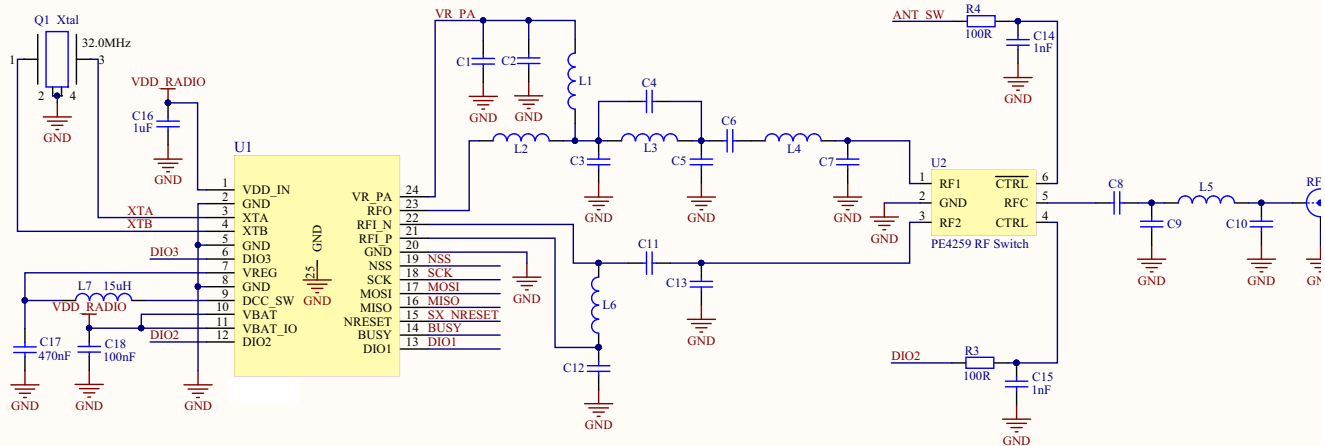 Q1 Xtal
32.0MHz
1
3
2 4
GND
VDD_RADIO
C16
1uF
GND
VR_PA
C1
C2
GND
GND
L1
C4
L2
C3
L3
C5
C6
L4
C7
GND
GND
GND
ANT_SW
R4
100R
C14
1nF
GND
U1
1 VDD_IN
2 GND
XTA 3 XTA
XTB 4 XTB
5 GND
DIO3 6 DIO3
7 VREG
8 GND
9 DCC_SW
10 VBAT
11 VBAT_IO
DIO2 12 DIO2
GND
25
GND
VR_PA 24
RFO 23
RFI_N 22
RFI_P 21
GND 20
NSS 19 NSS
SCK 18 SCK
MOSI 17 MOSI
MISO 16 MISO
NRESET 15 SX_NRESET
BUSY 14 BUSY
DIO1 13 DIO1
GND
L7 15uH
VDD_RADIO
C17
470nF
C18
100nF
GND
GND
GND
C11
L6
C13
GND
C12
GND
U2
1 RF1
2 GND
3 RF2
CTRL 6
RFC 5
CTRL 4
PE4259 RF Switch
GND
C8
L5
C9
C10
GND
GND
RF
GND
DIO2
R3
100R
C15
1nF
GND